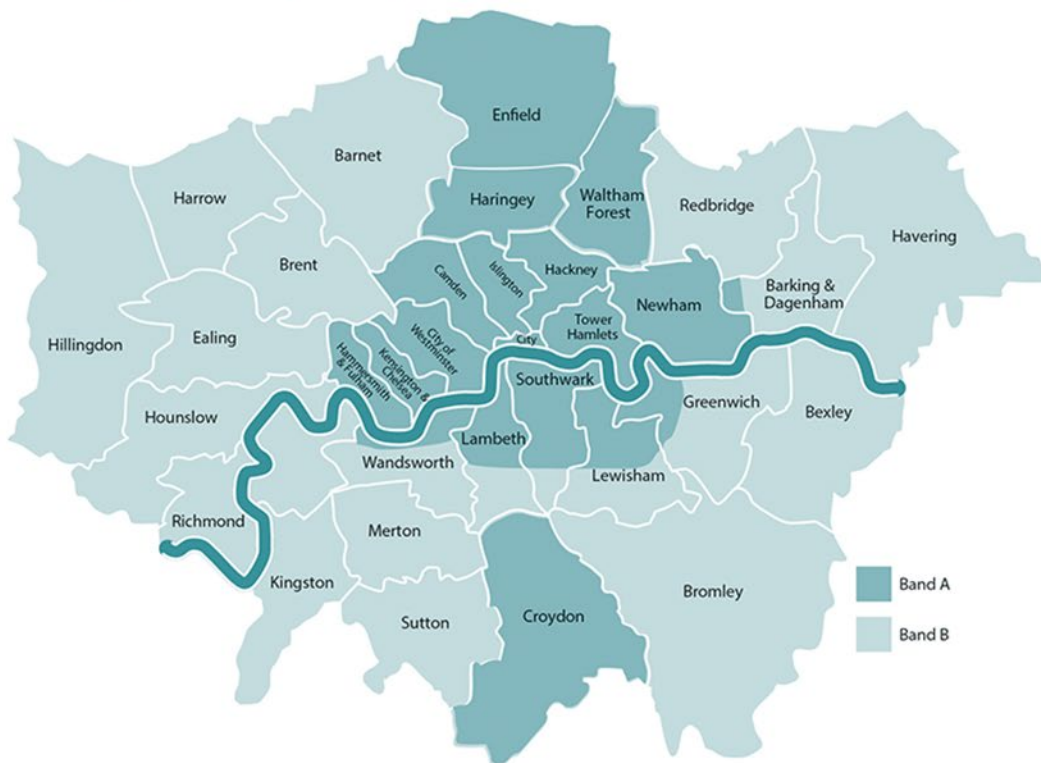 Enfield
Barnet
Harrow
Haringey
Waltham
Forest
Redbridge
Havering
Brent
Camden
Islington
Hackney
Newham
Barking &
Dagenham
Hillingdon
Ealing
Hammersmith
& Fulham
Kensington &
Chelsea
City of
Westminster
City
Tower
Hamlets
Southwark
Hounslow
Greenwich
Bexley
Lambeth
Wandsworth
Lewisham
Richmond
Merton
Kingston
Sutton
Croydon
Bromley
Band A
Band B